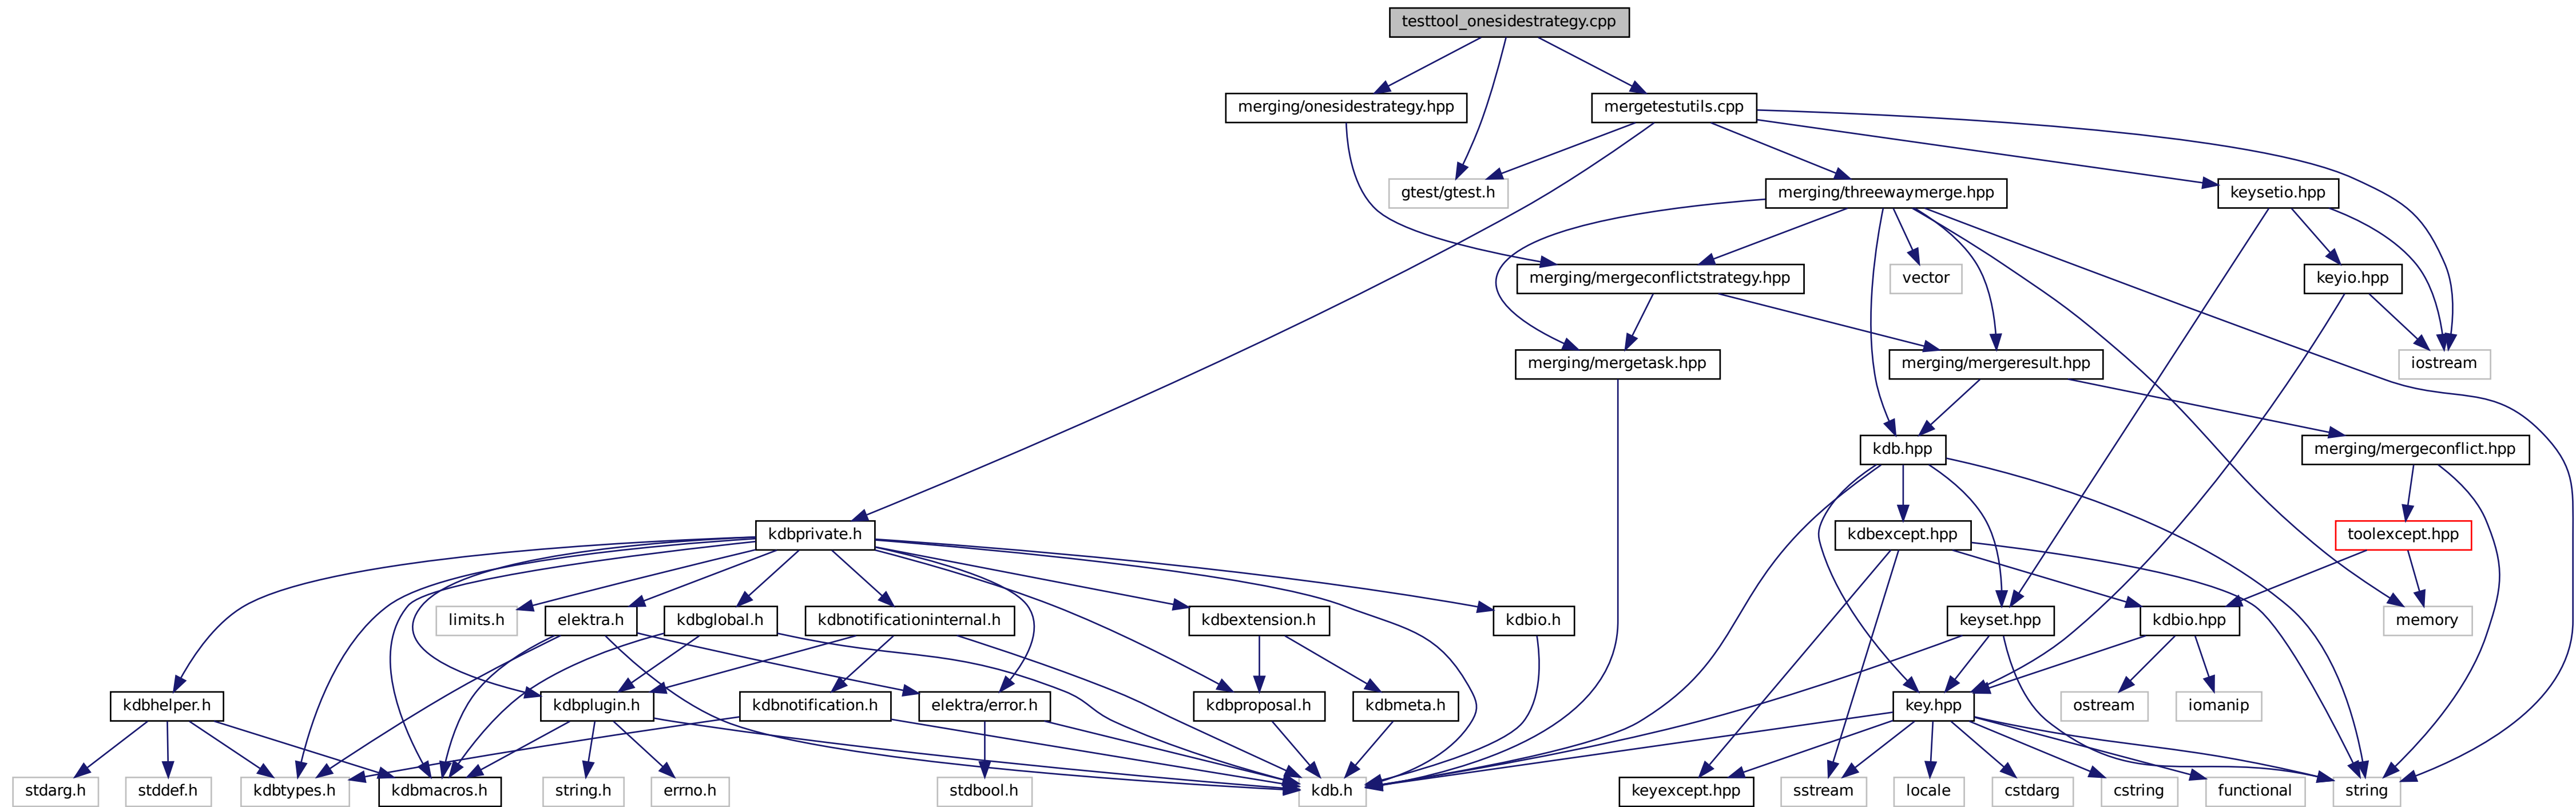 testtool_onesidestrategy.cpp
merging/onesidestrategy.hpp
mergetestutils.cpp
gtest/gtest.h
merging/threewaymerge.hpp
keysetio.hpp
merging/mergeconflictstrategy.hpp
vector
keyio.hpp
merging/mergetask.hpp
merging/mergeresult.hpp
iostream
kdb.hpp
merging/mergeconflict.hpp
kdbprivate.h
kdbexcept.hpp
toolexcept.hpp
limits.h
elektra.h
kdbglobal.h
kdbnotificationinternal.h
kdbextension.h
kdbio.h
keyset.hpp
kdbio.hpp
memory
kdbhelper.h
kdbplugin.h
kdbnotification.h
elektra/error.h
kdbproposal.h
kdbmeta.h
key.hpp
ostream
iomanip
stdarg.h
stddef.h
kdbtypes.h
kdbmacros.h
string.h
errno.h
stdbool.h
kdb.h
keyexcept.hpp
sstream
locale
cstdarg
cstring
functional
string